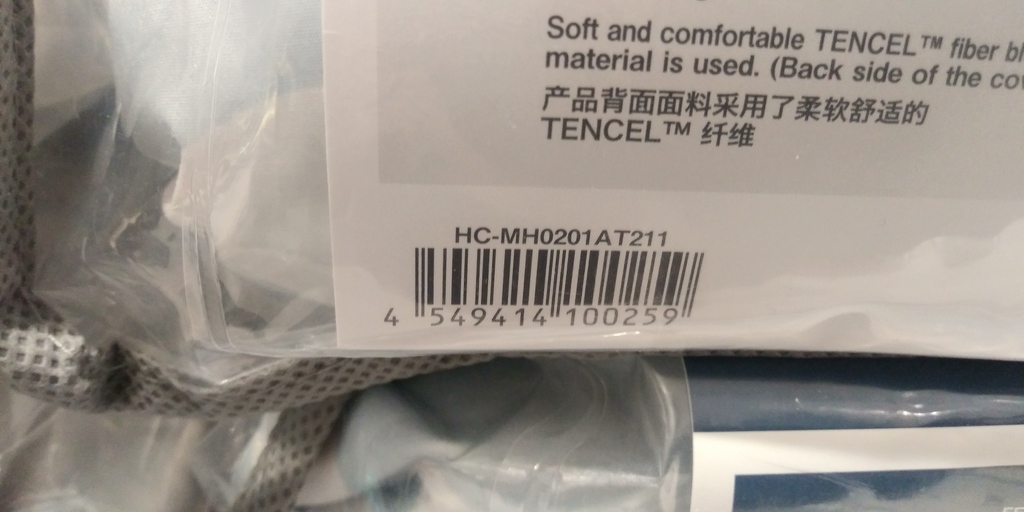 Soft and comfortable TENCEL™ fiber
material is used. (Back side of the
产品背面面料采用了柔软舒适的
TENCEL™ 纤维
HC-MH0201AT211
4 549414 100259